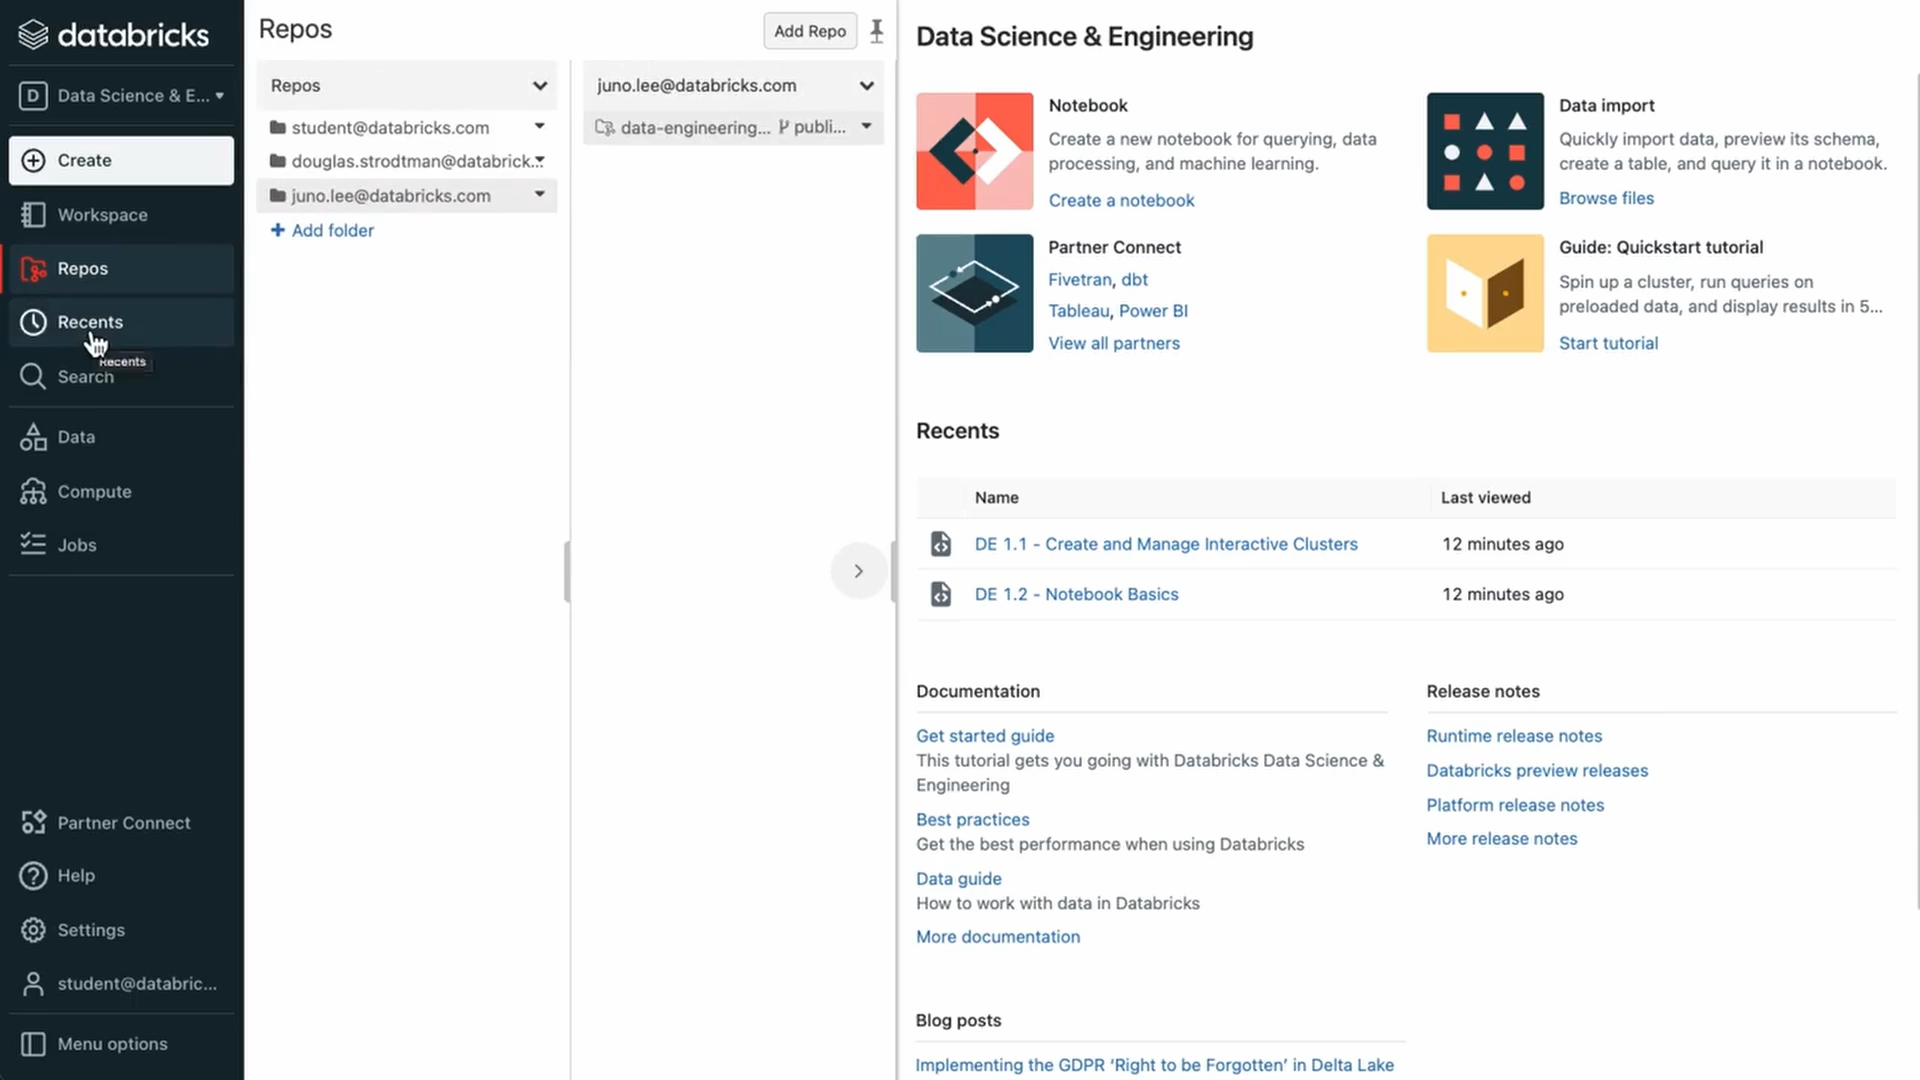 databricks
D Data Science & E...
Create
Workspace
Repos
Recents
Recents
Search
Data
Compute
Jobs
Partner Connect
Help
Settings
student@databric...
Menu options
Repos
Add Repo
Repos
student@databricks.com
douglas.strodtman@databrick...
juno.lee@databricks.com
+ Add folder
juno.lee@databricks.com
data-engineering... publi...
Data Science & Engineering
Notebook
Create a new notebook for querying, data
processing, and machine learning.
Create a notebook
Data import
Quickly import data, preview its schema,
create a table, and query it in a notebook.
Browse files
Partner Connect
Fivetran, dbt
Tableau, Power BI
View all partners
Guide: Quickstart tutorial
Spin up a cluster, run queries on
preloaded data, and display results in 5...
Start tutorial
Recents
Name Last viewed
DE 1.1 - Create and Manage Interactive Clusters 12 minutes ago
DE 1.2 - Notebook Basics 12 minutes ago
Documentation
Get started guide
This tutorial gets you going with Databricks Data Science &
Engineering
Best practices
Get the best performance when using Databricks
Data guide
How to work with data in Databricks
More documentation
Release notes
Runtime release notes
Databricks preview releases
Platform release notes
More release notes
Blog posts
Implementing the GDPR ‘Right to be Forgotten’ in Delta Lake